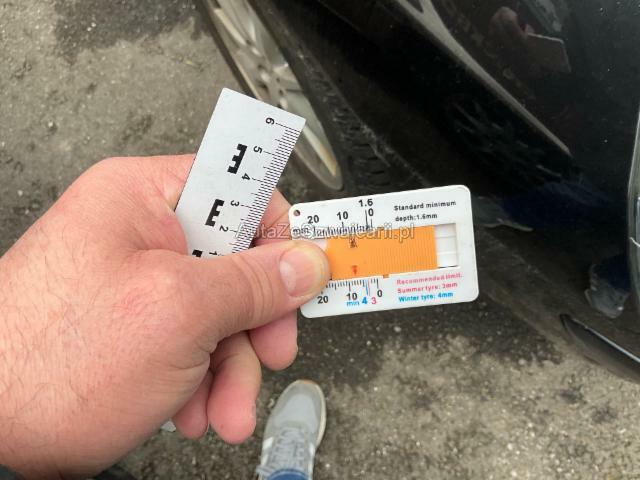 6
5
4
3
2
1
E
E
E
1.6
20 10 0
Standard minimum
depth:1.6mm
AutaZeSzwajcarii.pl
20 10 0
min 4 3
Recommended limit.
Summer tyre: 3mm
Winter tyre: 4mm